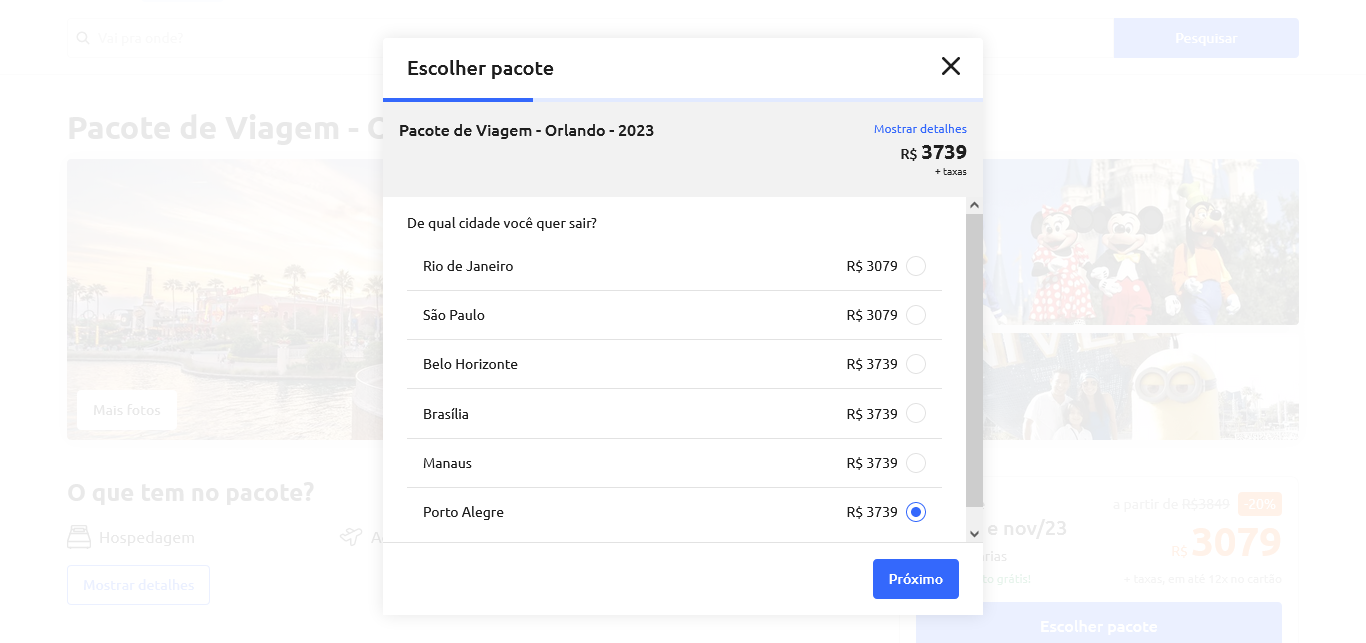 Vai pra onde?
Pesquisar
Escolher pacote
Pacote de Viagem - O
Pacote de Viagem - Orlando - 2023
Mostrar detalhes
R$ 3739
+ taxas
De qual cidade você quer sair?
Rio de Janeiro R$ 3079
São Paulo R$ 3079
Belo Horizonte R$ 3739
Brasília R$ 3739
Manaus R$ 3739
Porto Alegre R$ 3739
Próximo
Mais fotos
O que tem no pacote?
Hospedagem
Mostrar detalhes
a partir de R$3849 -20%
e nov/23
R$ 3079
+ taxas, em até 12x no cartão
grátis!
Escolher pacote